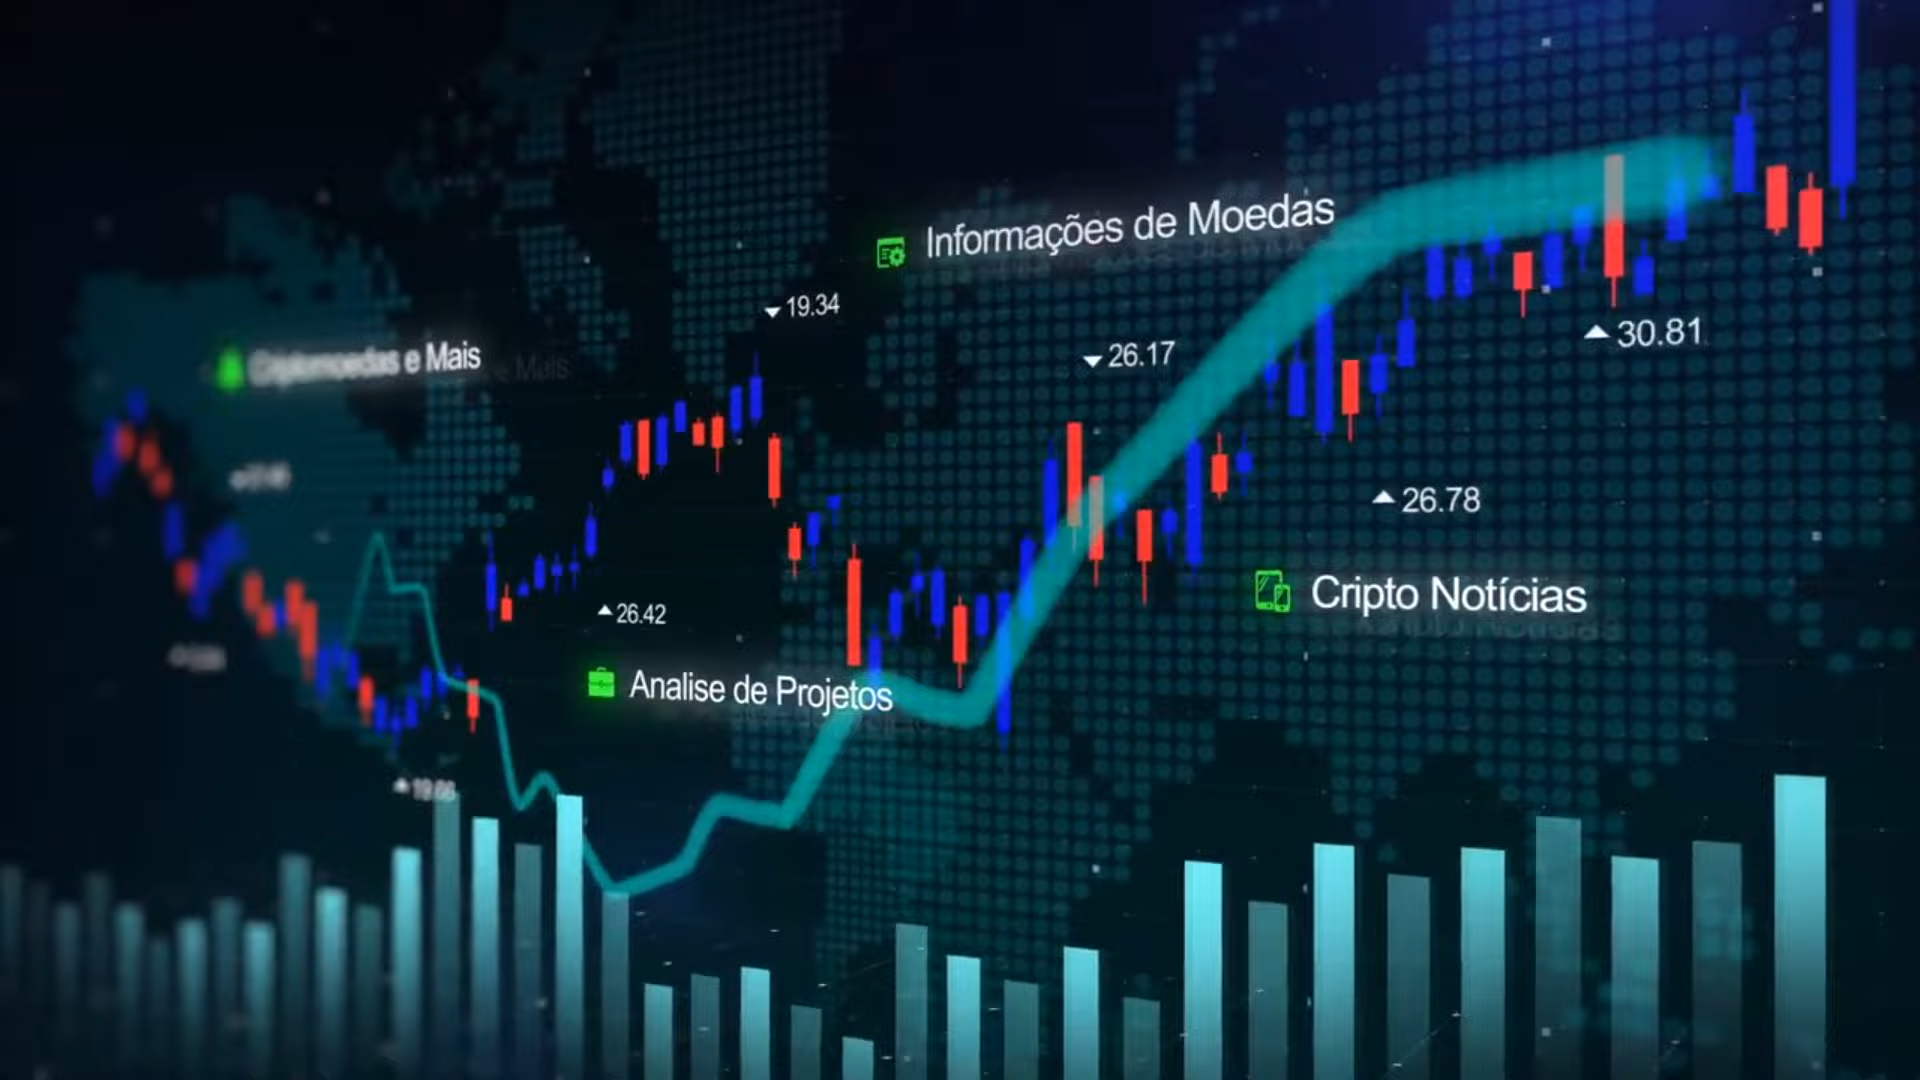 Informações de Moedas
19.34
26.17
30.81
Criptomoedas e Mais
26.78
Cripto Notícias
26.42
Analise de Projetos